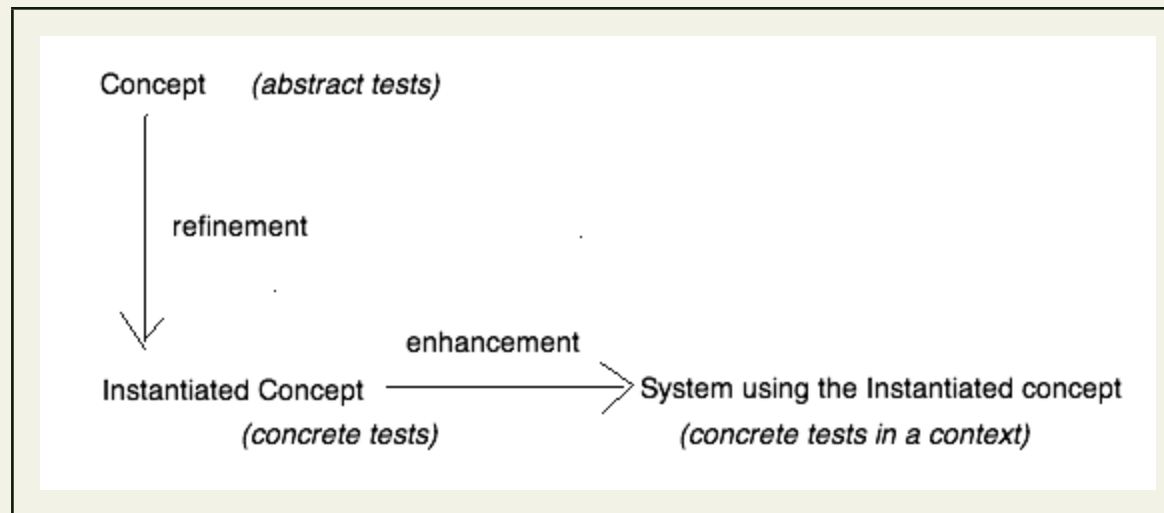 Concept (abstract tests)
refinement
enhancement
Instantiated Concept
System using the Instantiated concept
(concrete tests)
(concrete tests in a context)